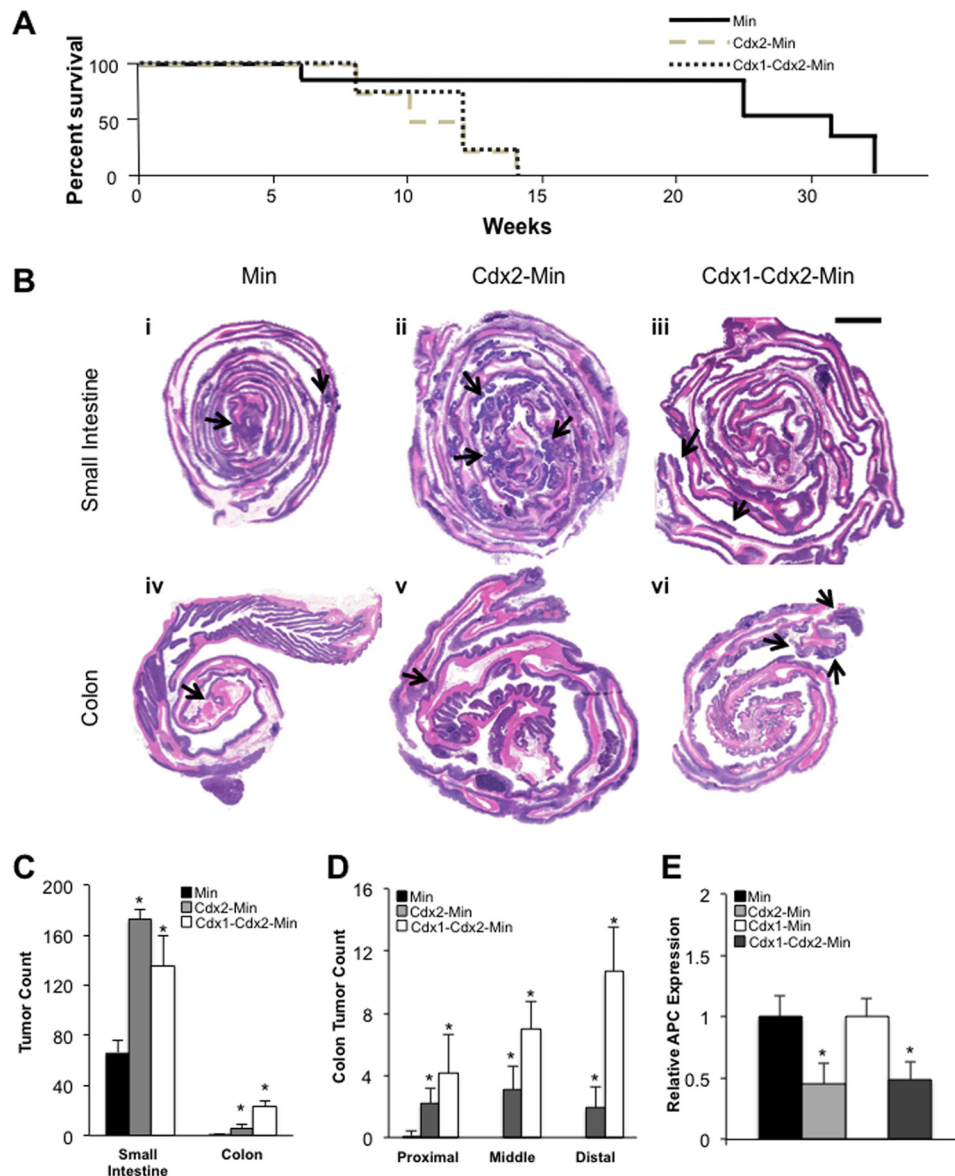 A
Min
Cdx2-Min
Cdx1-Cdx2-Min
Percent survival
100
50
0
0 5 10 15 20 30
Weeks
B
Min Cdx2-Min Cdx1-Cdx2-Min
Small Intestine
i ii iii
Colon
iv v vi
C
Tumor Count
200
160
120
80
40
0
Min
Cdx2-Min
Cdx1-Cdx2-Min
* *
* *
Small Intestine
Colon
D
Colon Tumor Count
16
12
8
4
0
Min
Cdx2-Min
Cdx1-Cdx2-Min
* *
* *
* *
Proximal Middle Distal
E
Relative APC Expression
2
1.5
1
0.5
0
Min
Cdx2-Min
Cdx1-Min
Cdx1-Cdx2-Min
* *